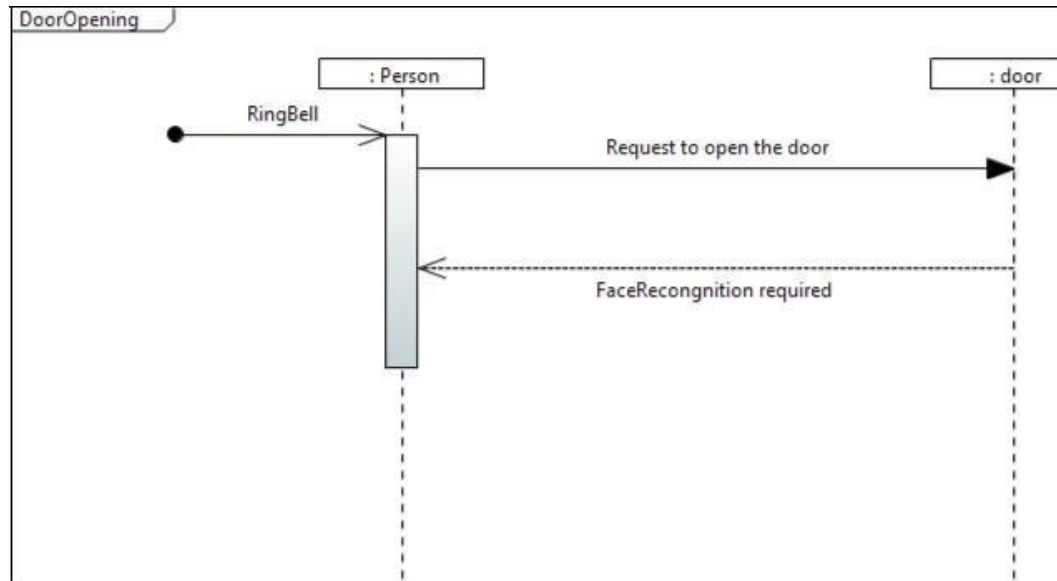 DoorOpening
: Person
: door
RingBell
Request to open the door
FaceRecongnition required